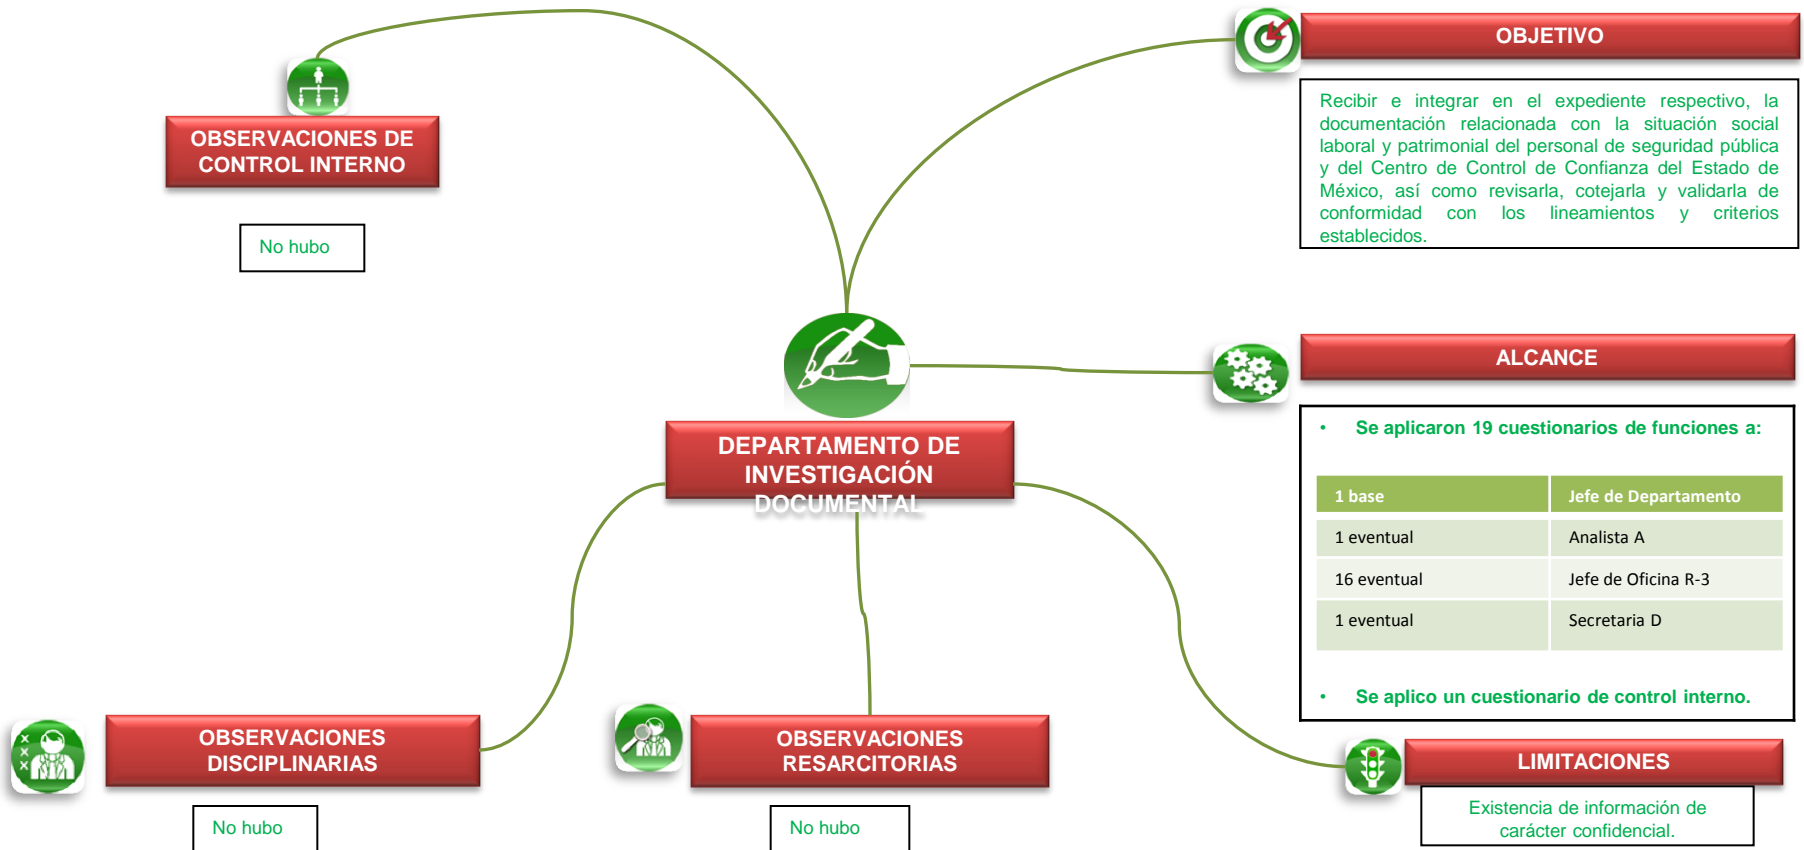 OBJETIVO
Recibir e integrar en el expediente respectivo, la
documentación relacionada con la situación social
laboral y patrimonial del personal de seguridad pública
y del Centro de Control de Confianza del Estado de
México, así como revisarla, cotejarla y validarla de
conformidad con los lineamientos y criterios
establecidos.
OBSERVACIONES DE
CONTROL INTERNO
No hubo
ALCANCE
• Se aplicaron 19 cuestionarios de funciones a:
1 base Jefe de Departamento
1 eventual Analista A
16 eventual Jefe de Oficina R-3
1 eventual Secretaria D
• Se aplico un cuestionario de control interno.
DEPARTAMENTO DE
INVESTIGACIÓN
DOCUMENTAL
OBSERVACIONES
DISCIPLINARIAS
No hubo
OBSERVACIONES
RESARCITORIAS
No hubo
LIMITACIONES
Existencia de información de
carácter confidencial.